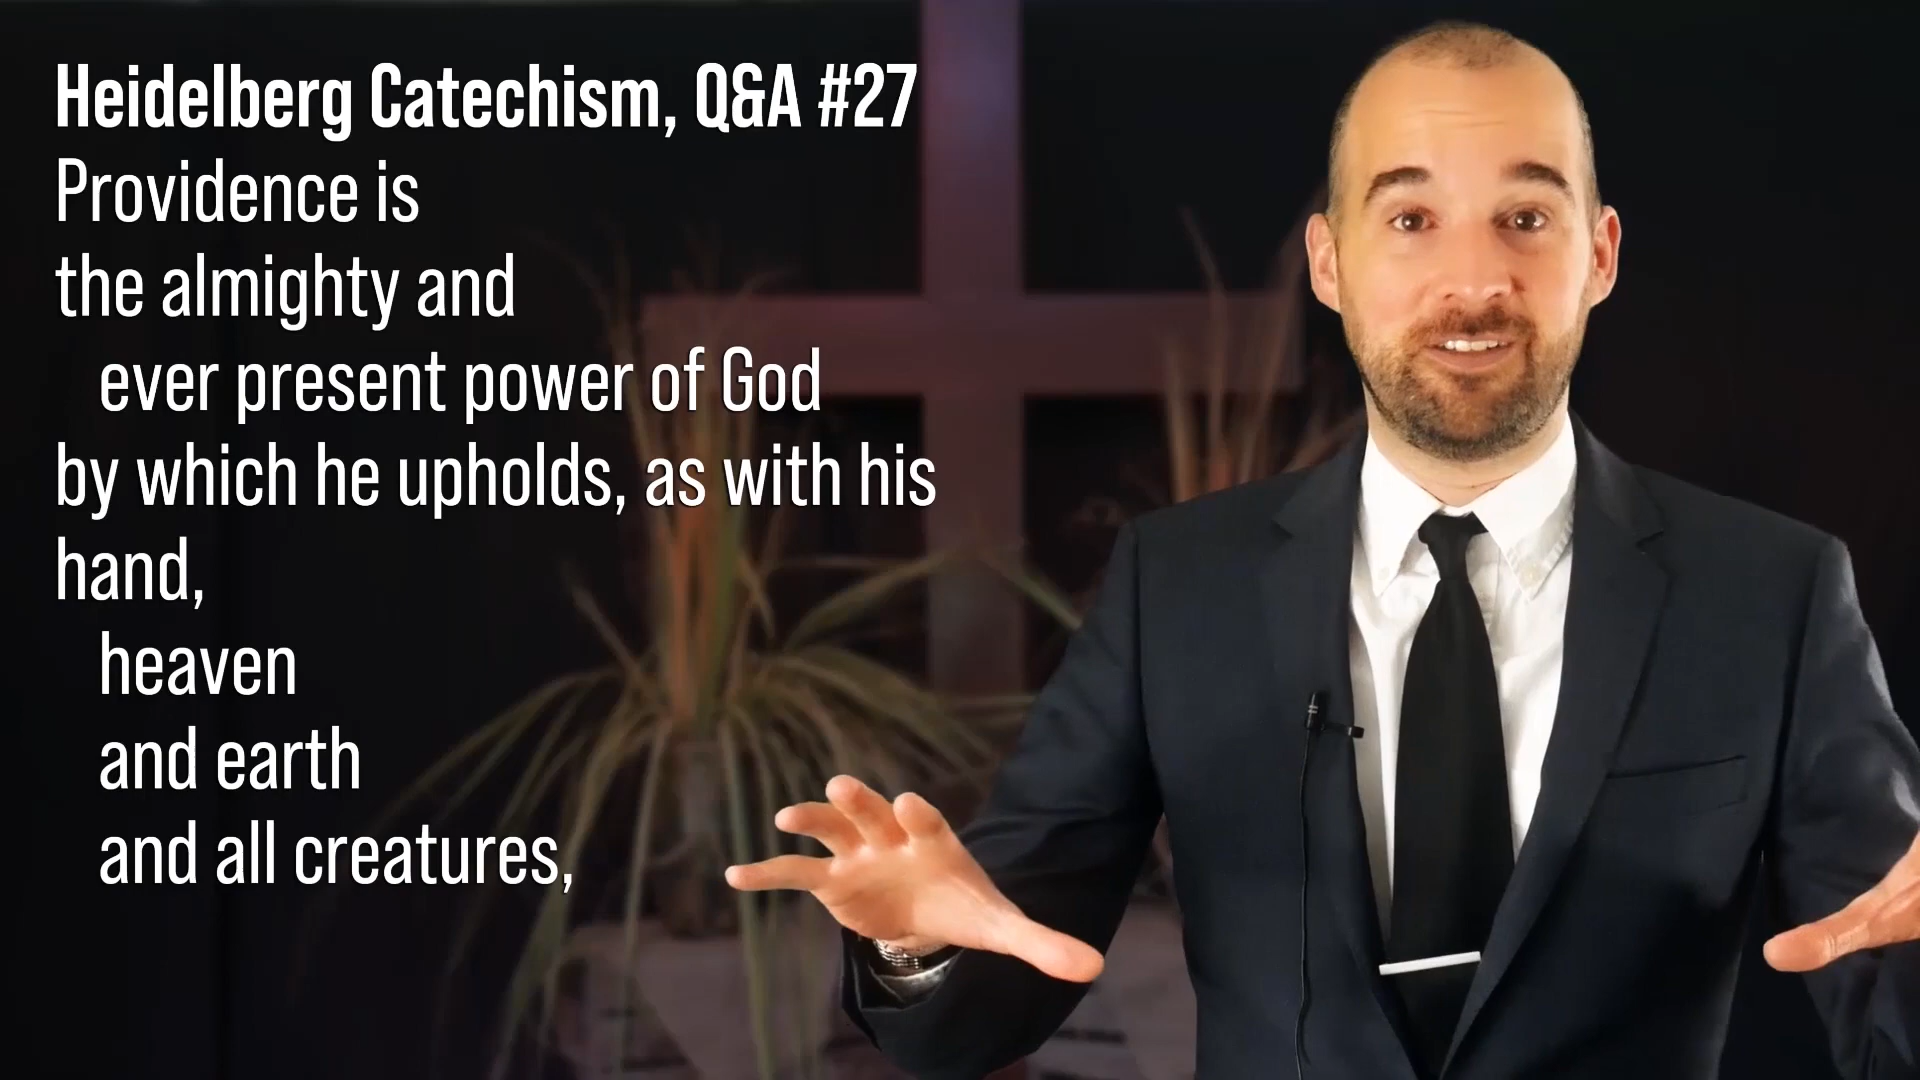 Heidelberg Catechism, Q&A #27
Providence is
the almighty and
ever present power of God
by which he upholds, as with his
hand,
heaven
and earth
and all creatures,